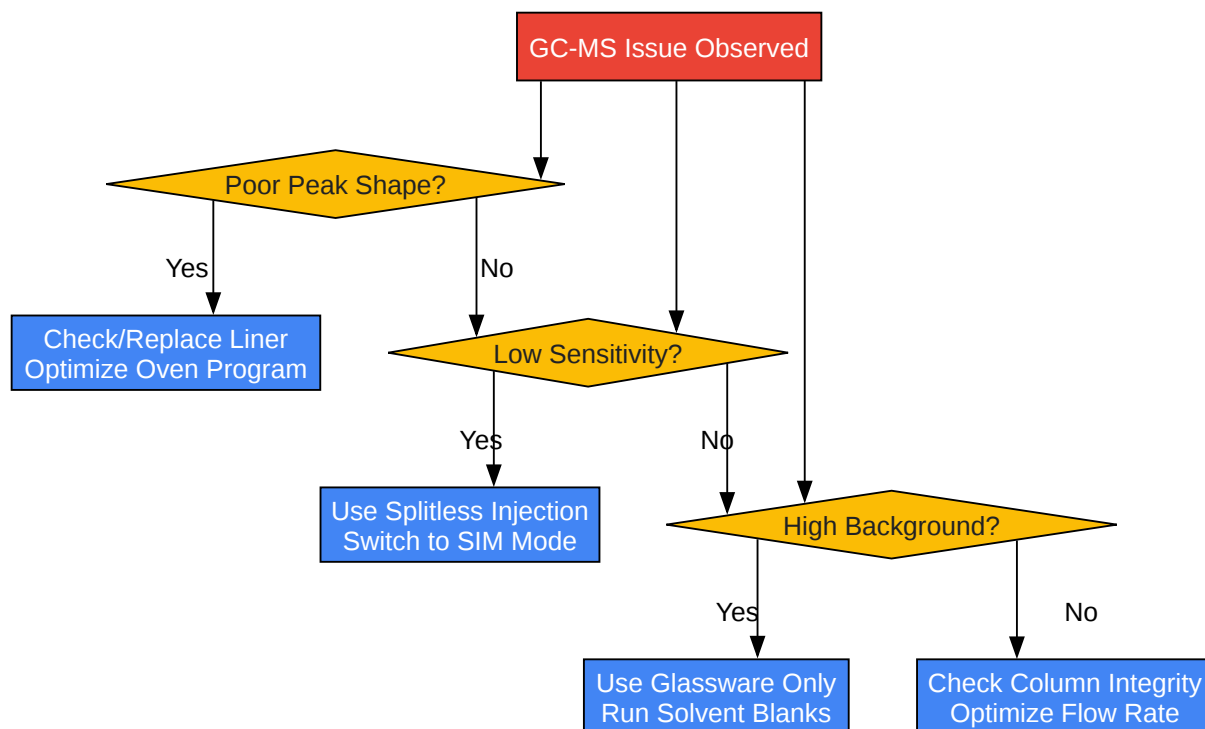 GC-MS Issue Observed
Poor Peak Shape?
Yes
No
Check/Replace Liner
Optimize Oven Program
Low Sensitivity?
Yes
No
Use Splitless Injection
Switch to SIM Mode
High Background?
Yes
No
Use Glassware Only
Run Solvent Blanks
Check Column Integrity
Optimize Flow Rate